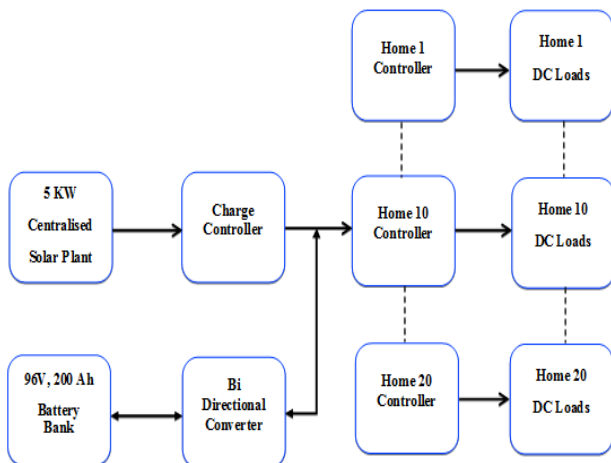 Home 1
Controller
Home 1
DC Loads
5 KW
Centralised
Solar Plant
Charge
Controller
Home 10
Controller
Home 10
DC Loads
96V, 200 Ah
Battery
Bank
Bi
Directional
Converter
Home 20
Controller
Home 20
DC Loads